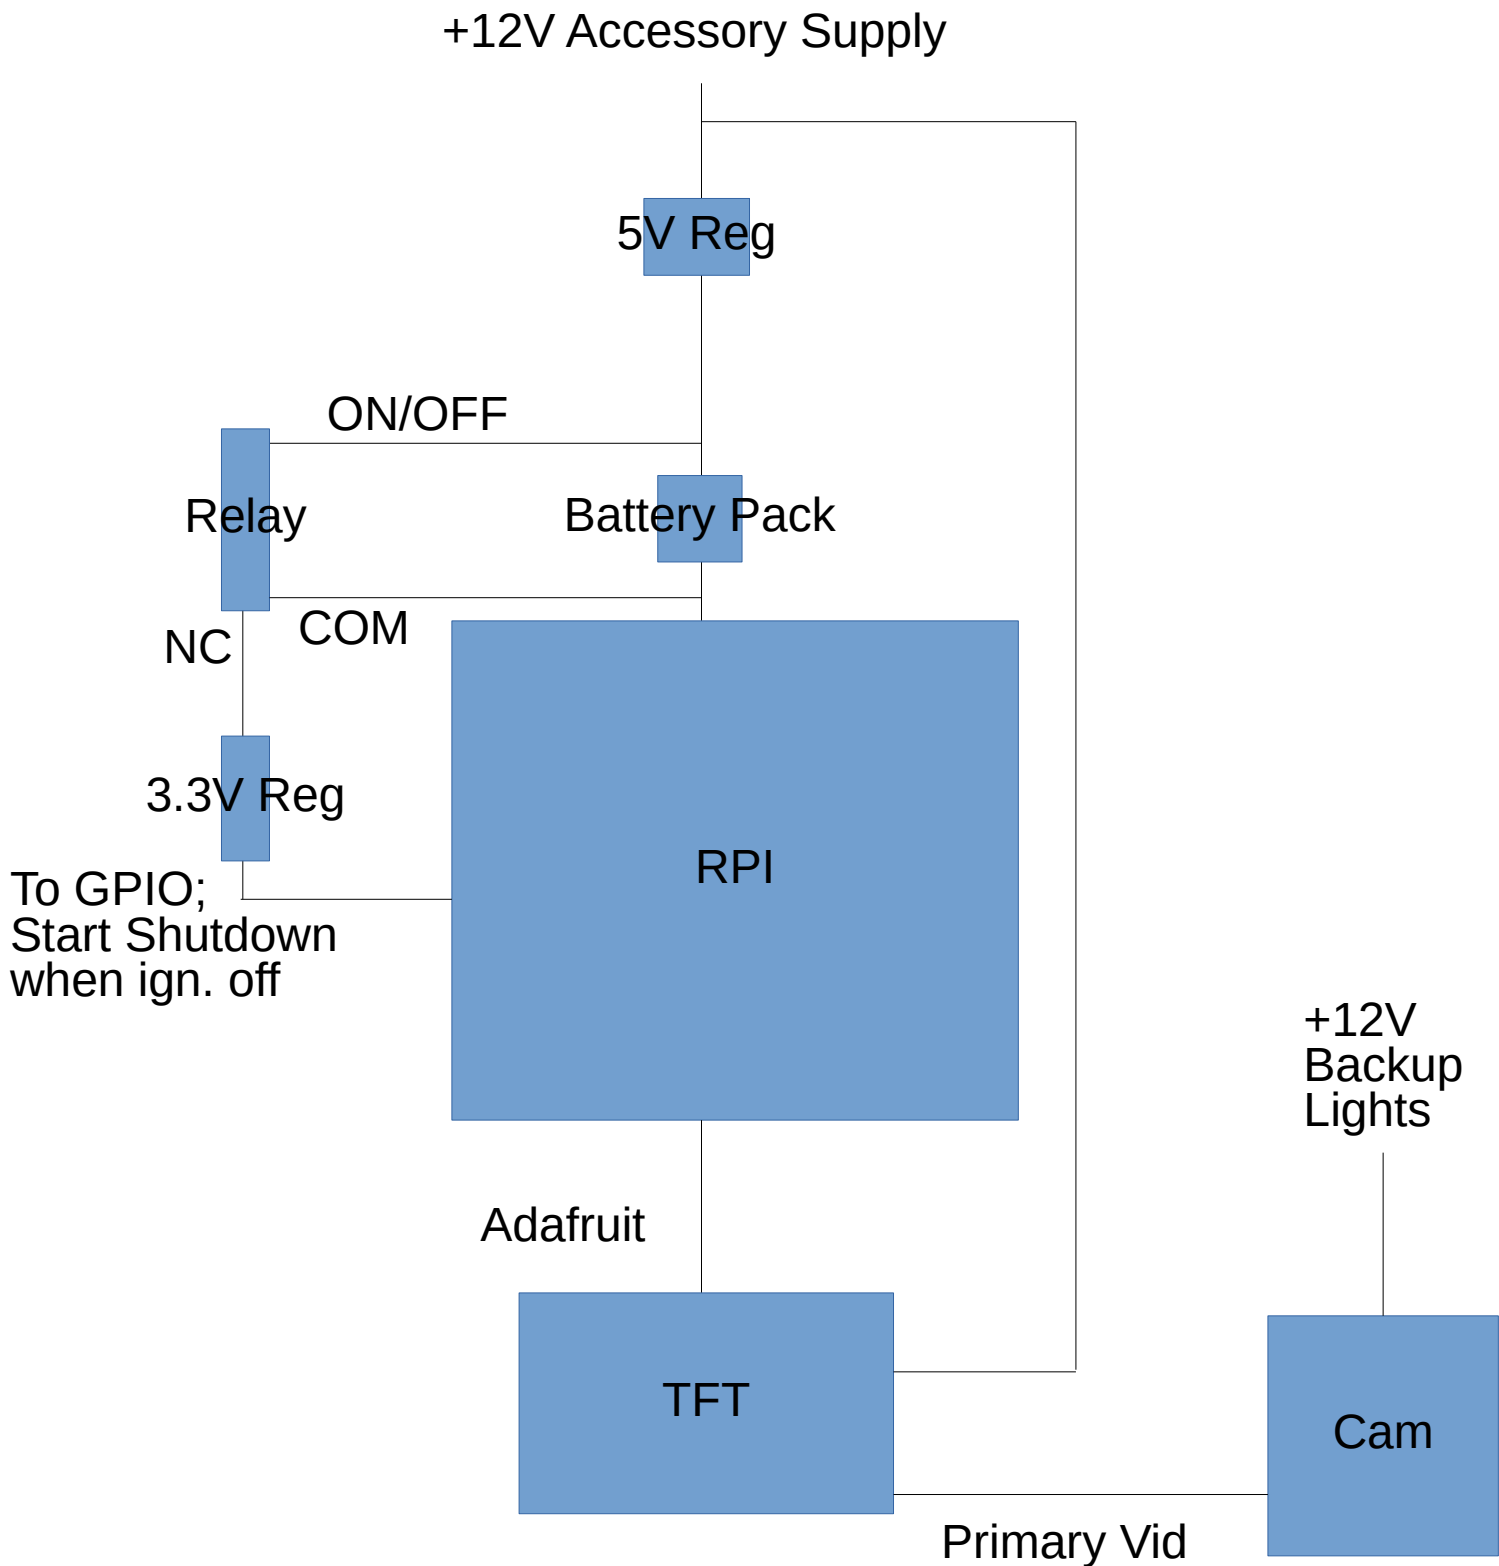 +12V Accessory Supply
5V Reg
ON/OFF
Relay
Battery Pack
COM
NC
3.3V Reg
RPI
To GPIO;
Start Shutdown
when ign. off
+12V
Backup
Lights
Adafruit
TFT
Cam
Primary Vid